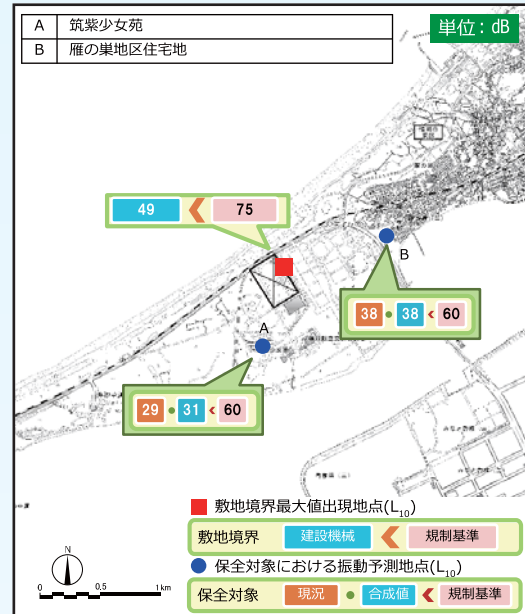 A 筑紫少女苑
B 雁の巣地区住宅地
単位：dB
49 < 75
B
38 • 38 < 60
A
29 • 31 < 60
敷地境界最大値出現地点(L10)
敷地境界 建設機械 < 規制基準
保全対象における振動予測地点(L10)
保全対象 現況 • 合成値 < 規制基準
N
0 0.5 1km